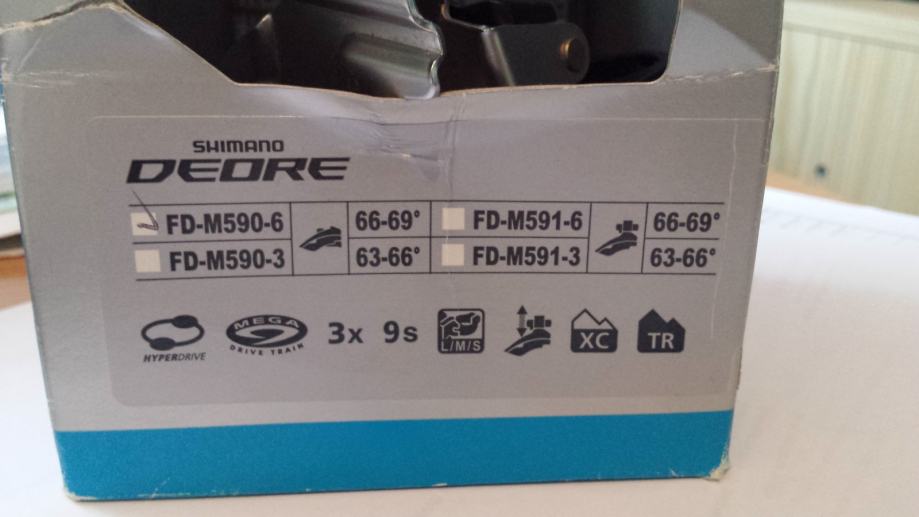 SHIMANO
DEORE
FD-M590-6 66-69° FD-M591-6 66-69°
FD-M590-3 63-66° FD-M591-3 63-66°
HYPERDRIVE
MEGA 9
DRIVE TRAIN
3x 9s
L/M/S
XC
TR